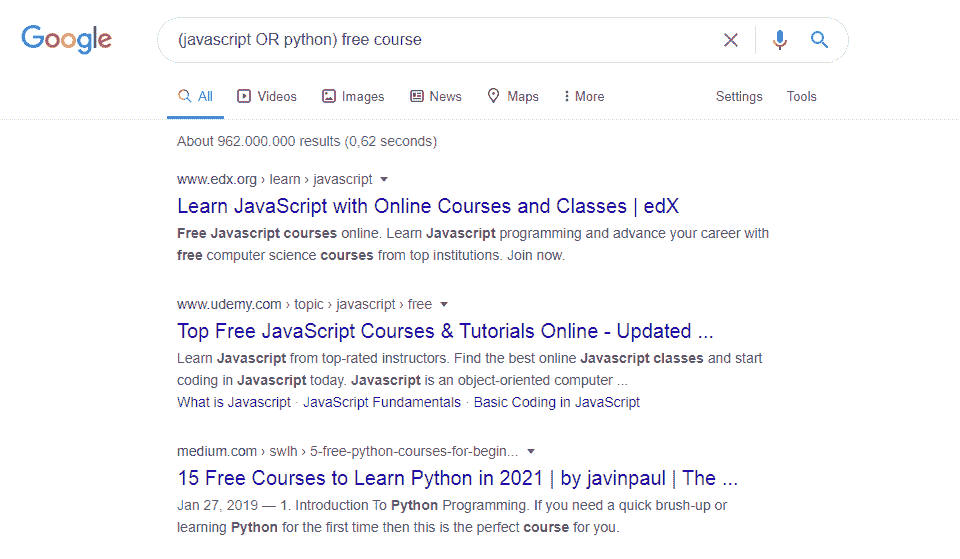 Google
(javascript OR python) free course
All Videos Images News Maps More Settings Tools
About 962.000.000 results (0,62 seconds)
www.edx.org › learn › javascript
Learn JavaScript with Online Courses and Classes | edX
Free Javascript courses online. Learn Javascript programming and advance your career with
free computer science courses from top institutions. Join now.
www.udemy.com › topic › javascript › free
Top Free JavaScript Courses & Tutorials Online - Updated ...
Learn Javascript from top-rated instructors. Find the best online Javascript classes and start
coding in Javascript today. Javascript is an object-oriented computer ...
What is Javascript · JavaScript Fundamentals · Basic Coding in JavaScript
medium.com › swlh › 5-free-python-courses-for-begin...
15 Free Courses to Learn Python in 2021 | by javinpaul | The ...
Jan 27, 2019 — 1. Introduction To Python Programming. If you need a quick brush-up or
learning Python for the first time then this is the perfect course for you.